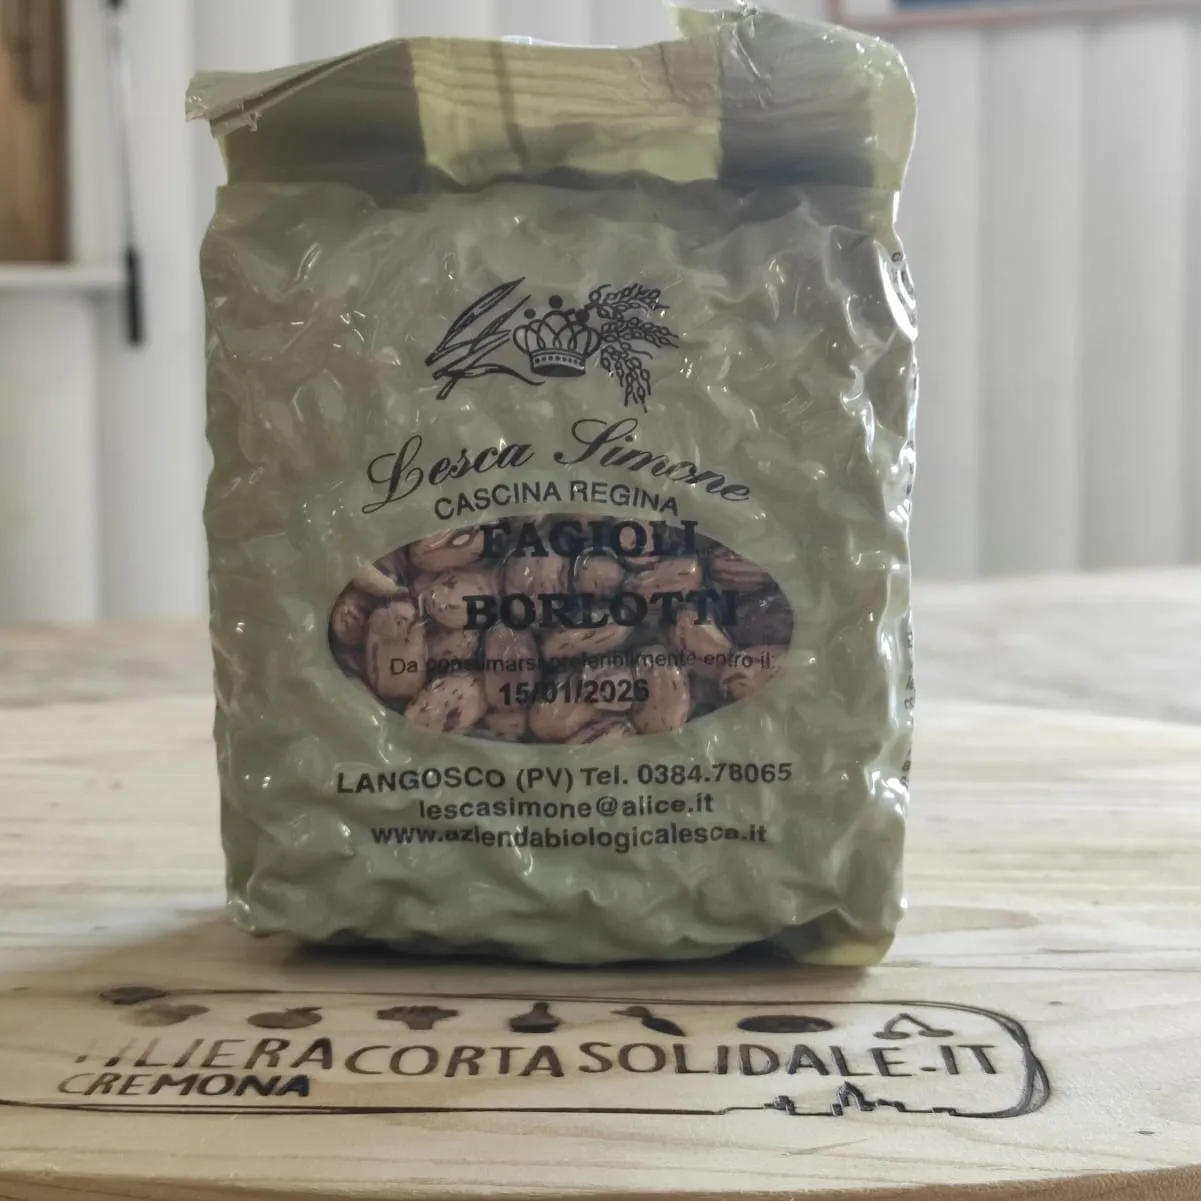 Lesca Simone
CASCINA REGINA
FAGIOLI
BORLOTTI
Da consumarsi preferibilmente entro il:
15/01/2026
LANGOSCO (PV) Tel. 0384.78065
lescasimone@alice.it
www.aziendabiologicalesca.it
FILIERA CORTA SOLIDALE.IT
CREMONA